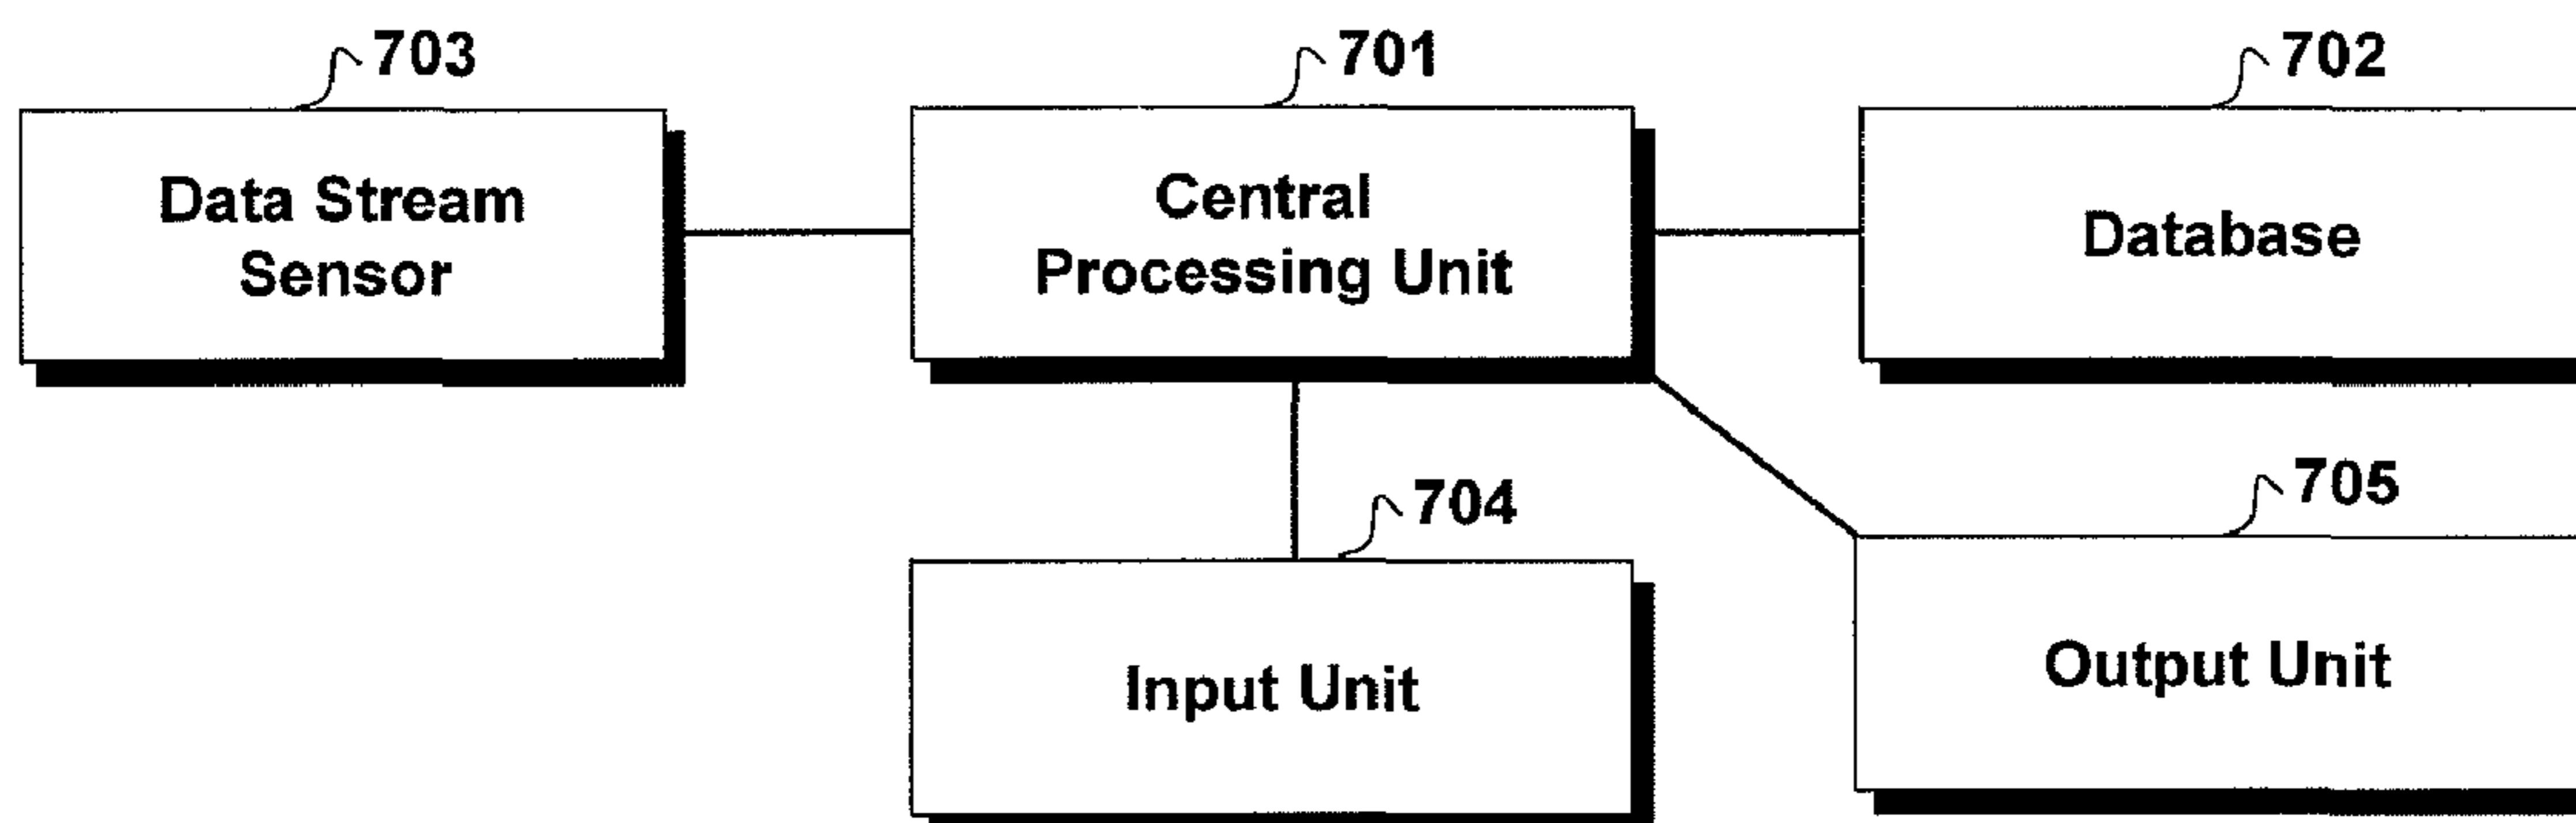 703
701
702
Data Stream
Sensor
Central
Processing Unit
Database
704
705
Input Unit
Output Unit